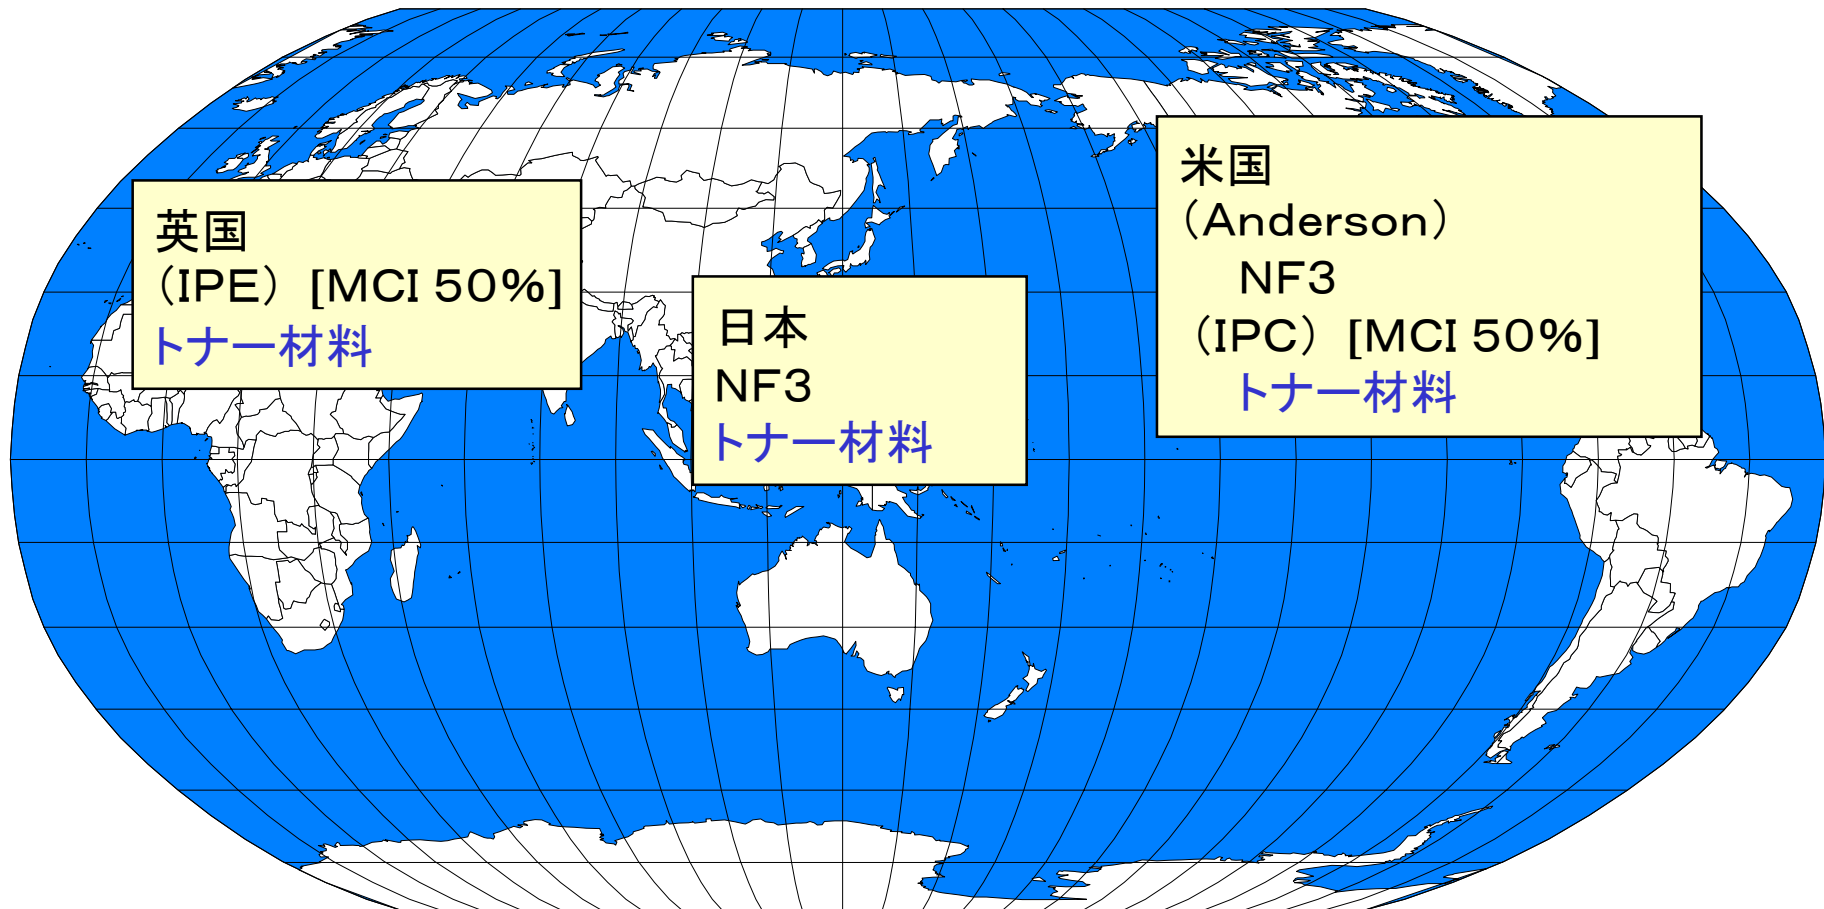 英国
（IPE）[MCI 50%]
トナー材料
日本
NF3
トナー材料
米国
（Anderson）
NF3
（IPC）[MCI 50%]
トナー材料